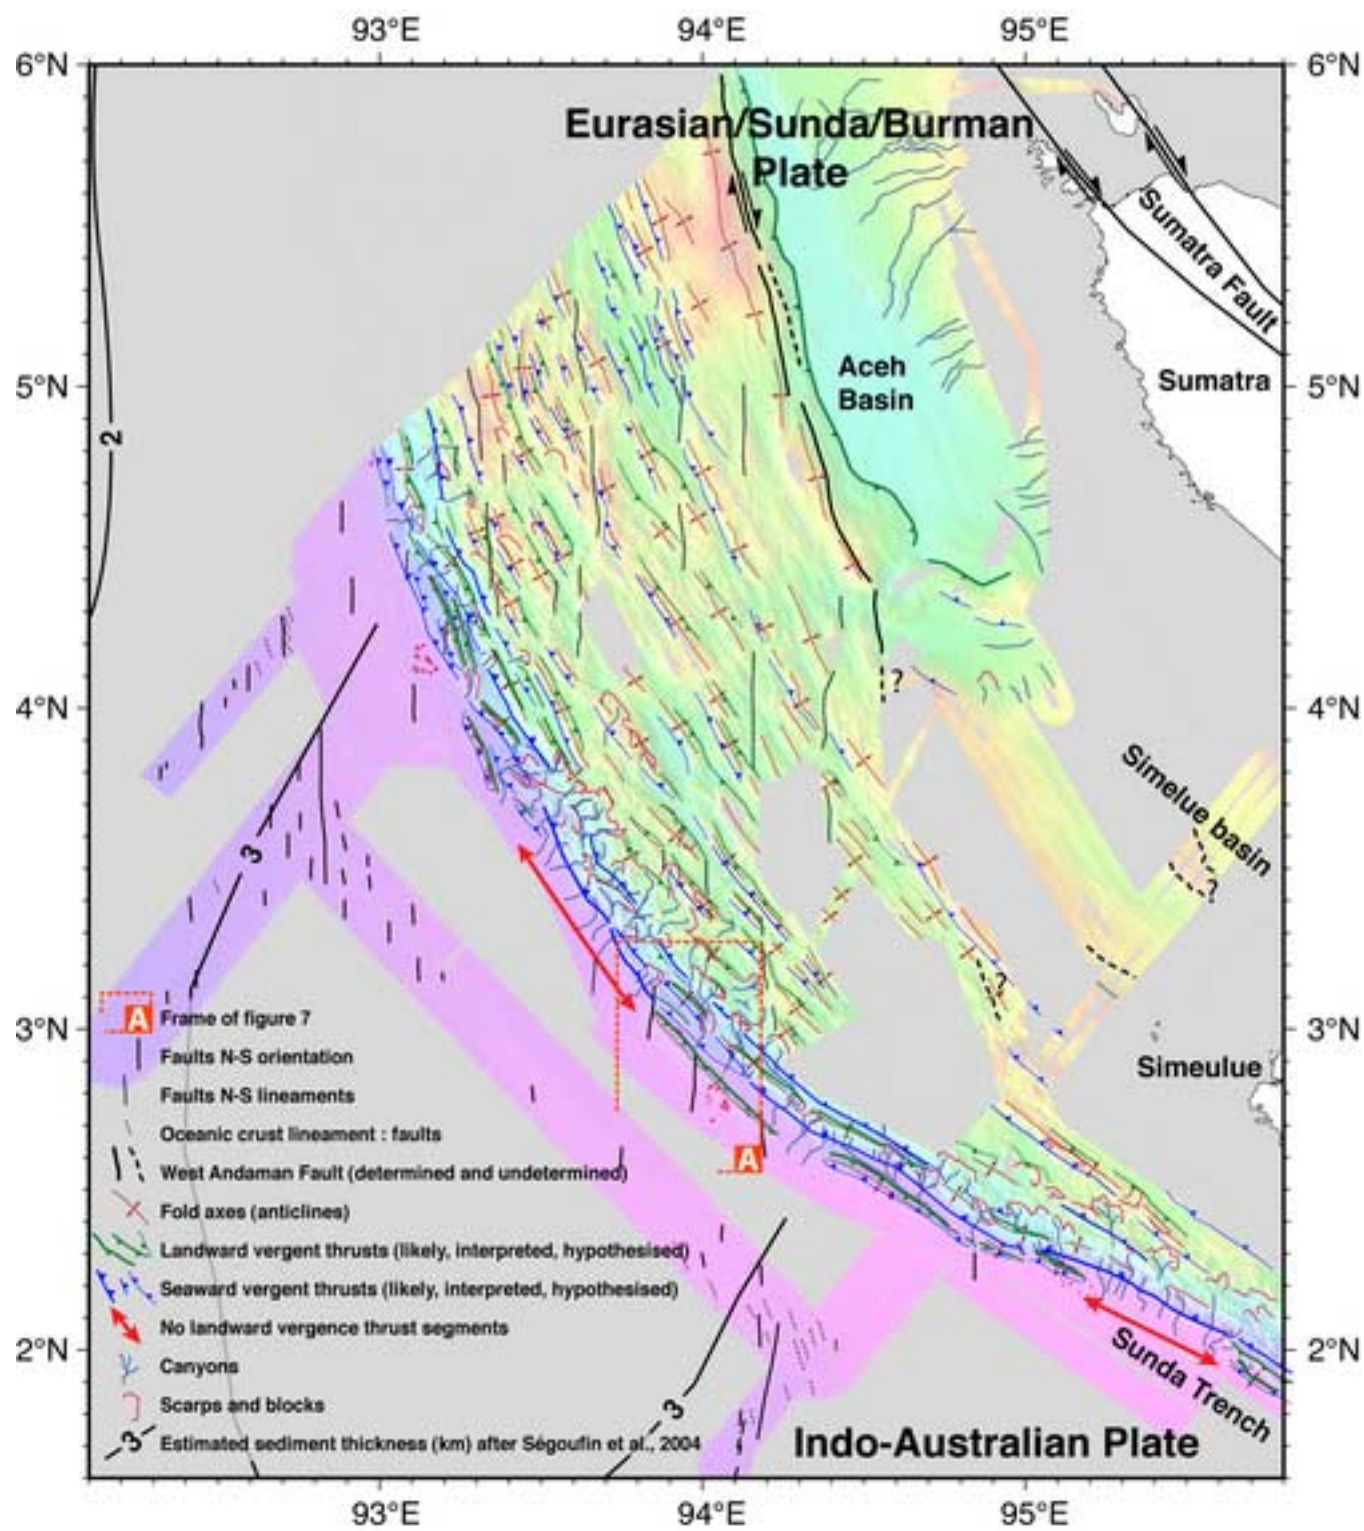 93°E 94°E 95°E
6°N 6°N
Eurasian/Sunda/Burman
Plate
Sumatra Fault
Aceh
Basin
5°N 5°N
Sumatra
2
?
4°N 4°N
Simelue basin
3
?
?
A Frame of figure 7
3°N 3°N
Faults N-S orientation
Simeulue
Faults N-S lineaments
Oceanic crust lineament : faults
A
West Andaman Fault (determined and undetermined)
Fold axes (anticlines)
Landward vergent thrusts (likely, interpreted, hypothesised)
Seaward vergent thrusts (likely, interpreted, hypothesised)
No landward vergence thrust segments
2°N 2°N
Sunda Trench
Canyons
Scarps and blocks
3
3 Estimated sediment thickness (km) after Ségoufin et al., 2004
Indo-Australian Plate
93°E 94°E 95°E